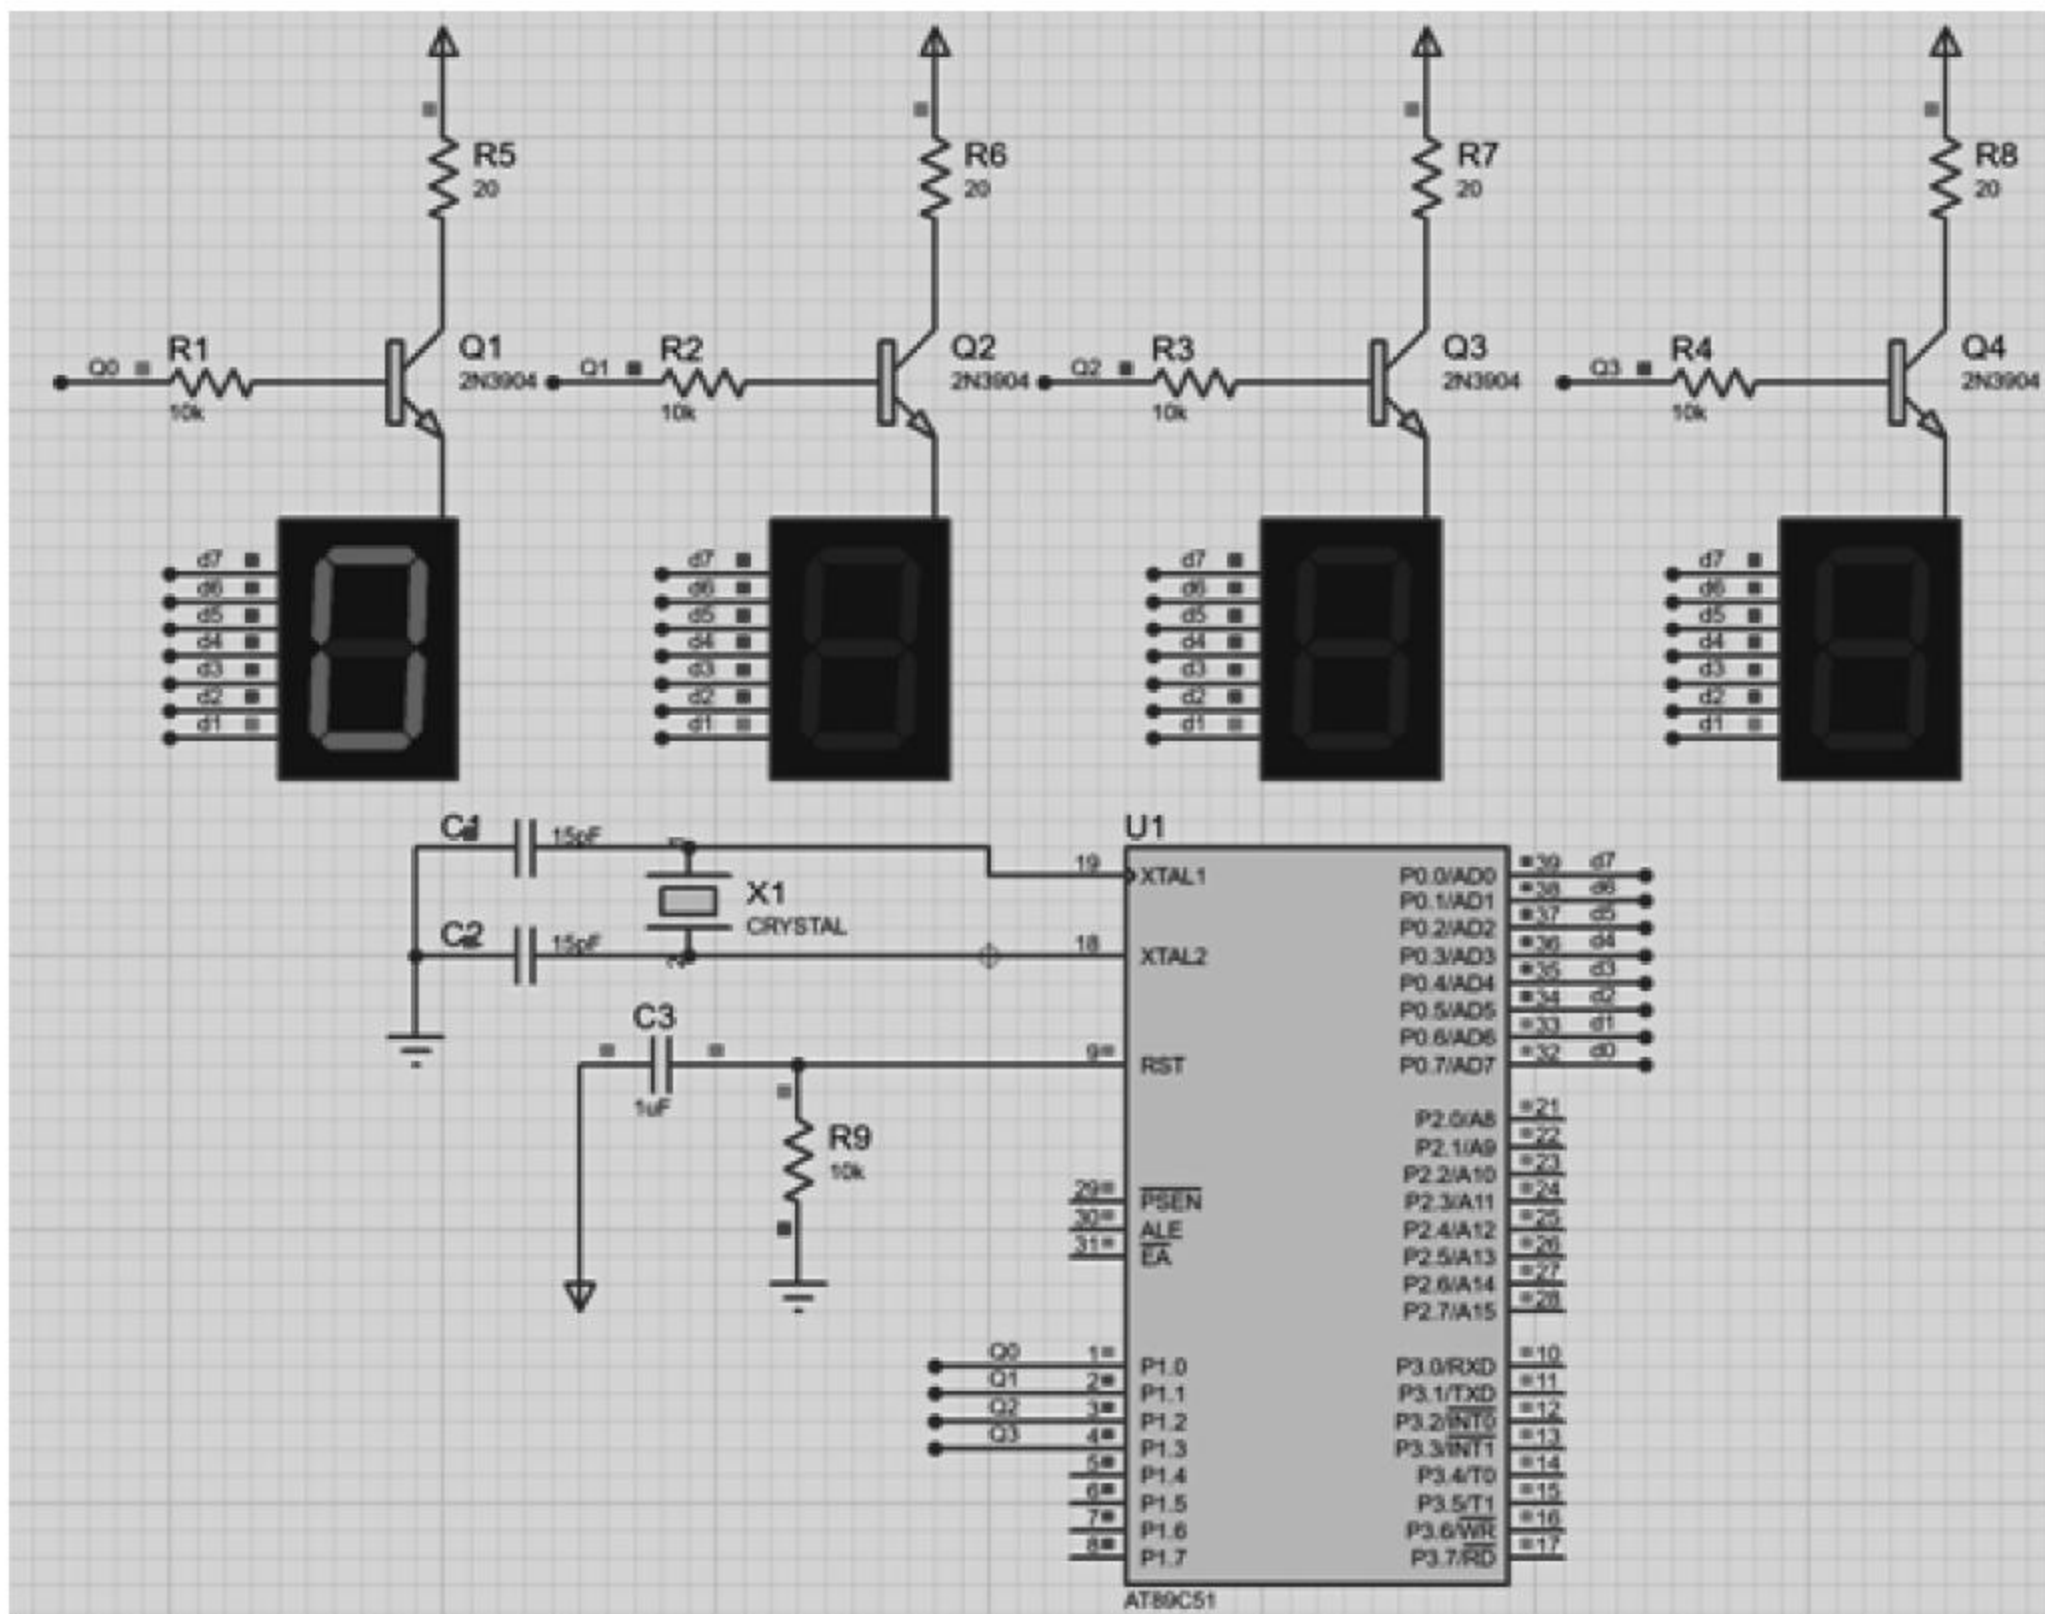 R5
20
R6
20
R7
20
R8
20
Q0 R1 10k
Q1 2N3904
Q1 R2 10k
Q2 2N3904
Q2 R3 10k
Q3 2N3904
Q3 R4 10k
Q4 2N3904
d7 d7 d7 d7
d6 d6 d6 d6
d5 d5 d5 d5
d4 d4 d4 d4
d3 d3 d3 d3
d2 d2 d2 d2
d1 d1 d1 d1
C1 15pF
X1
CRYSTAL
C2 15pF
C3
1uF
R9
10k
U1
19 XTAL1
18 XTAL2
9 RST
29 PSEN
30 ALE
31 EA
Q0 1 P1.0
Q1 2 P1.1
Q2 3 P1.2
Q3 4 P1.3
5 P1.4
6 P1.5
7 P1.6
8 P1.7
P0.0/AD0 39 d7
P0.1/AD1 38 d6
P0.2/AD2 37 d5
P0.3/AD3 36 d4
P0.4/AD4 35 d3
P0.5/AD5 34 d2
P0.6/AD6 33 d1
P0.7/AD7 32 d0
P2.0/A8 21
P2.1/A9 22
P2.2/A10 23
P2.3/A11 24
P2.4/A12 25
P2.5/A13 26
P2.6/A14 27
P2.7/A15 28
P3.0/RXD 10
P3.1/TXD 11
P3.2/INT0 12
P3.3/INT1 13
P3.4/T0 14
P3.5/T1 15
P3.6/WR 16
P3.7/RD 17
AT89C51